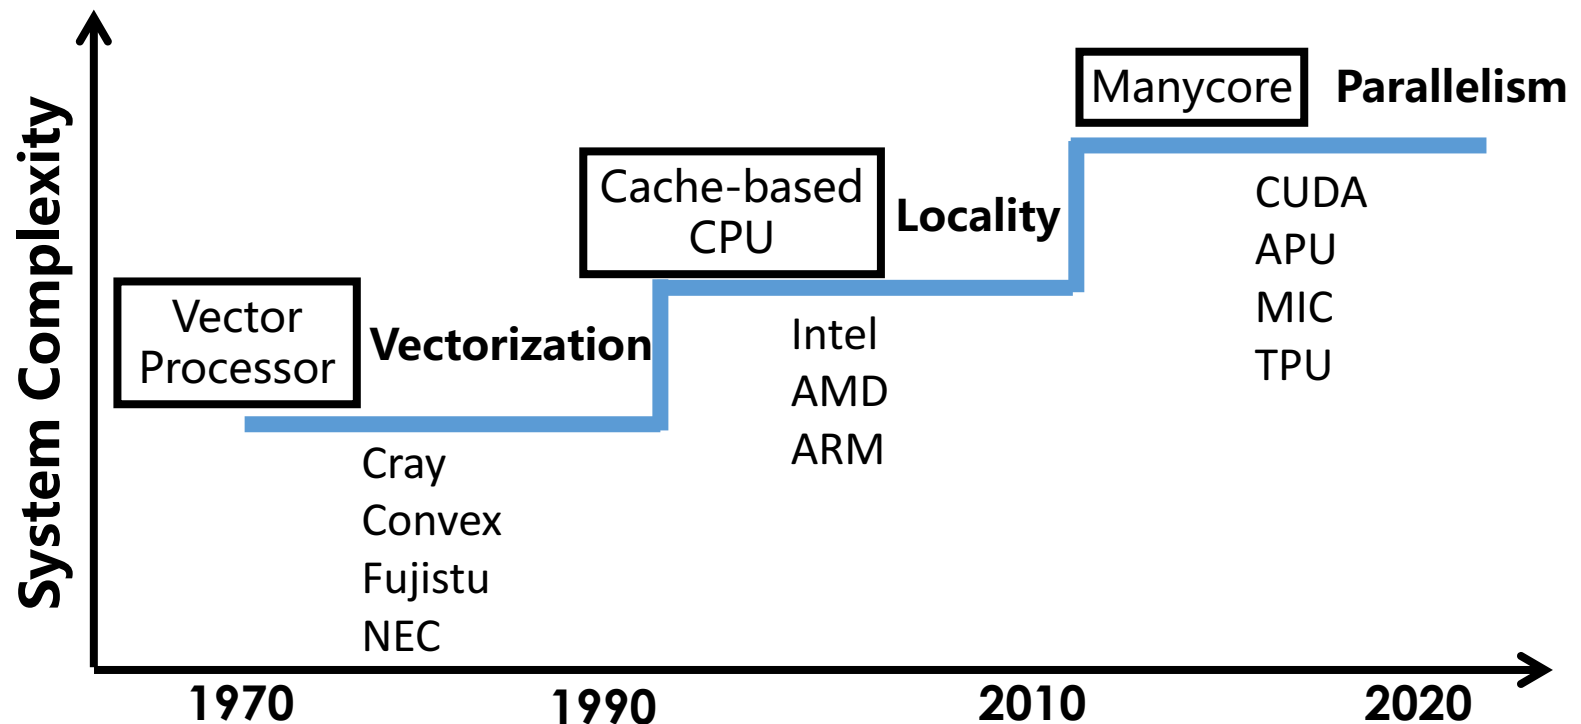 System Complexity
Vector
Processor
Vectorization
Cray
Convex
Fujistu
NEC
Cache-based
CPU
Locality
Intel
AMD
ARM
Manycore
Parallelism
CUDA
APU
MIC
TPU
1970
1990
2010
2020